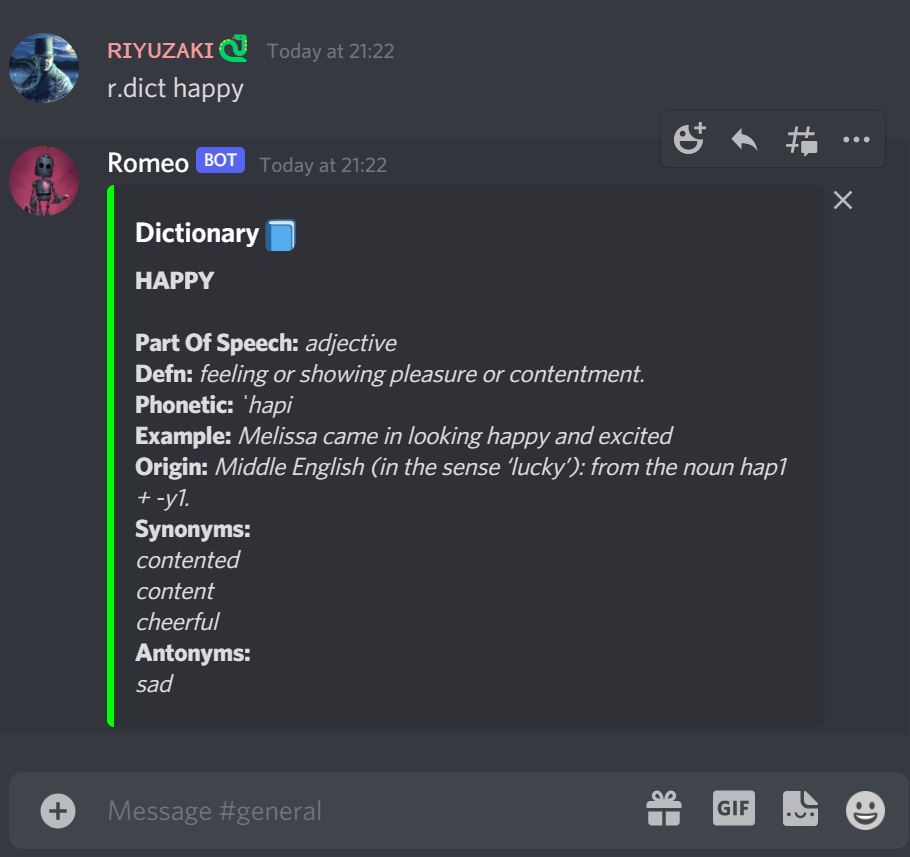 RIYUZAKI Today at 21:22
r.dict happy
Romeo BOT Today at 21:22
Dictionary
HAPPY
Part Of Speech: adjective
Defn: feeling or showing pleasure or contentment.
Phonetic: ˈhapi
Example: Melissa came in looking happy and excited
Origin: Middle English (in the sense ‘lucky’): from the noun hap1
+ -y1.
Synonyms:
contented
content
cheerful
Antonyms:
sad
Message #general GIF